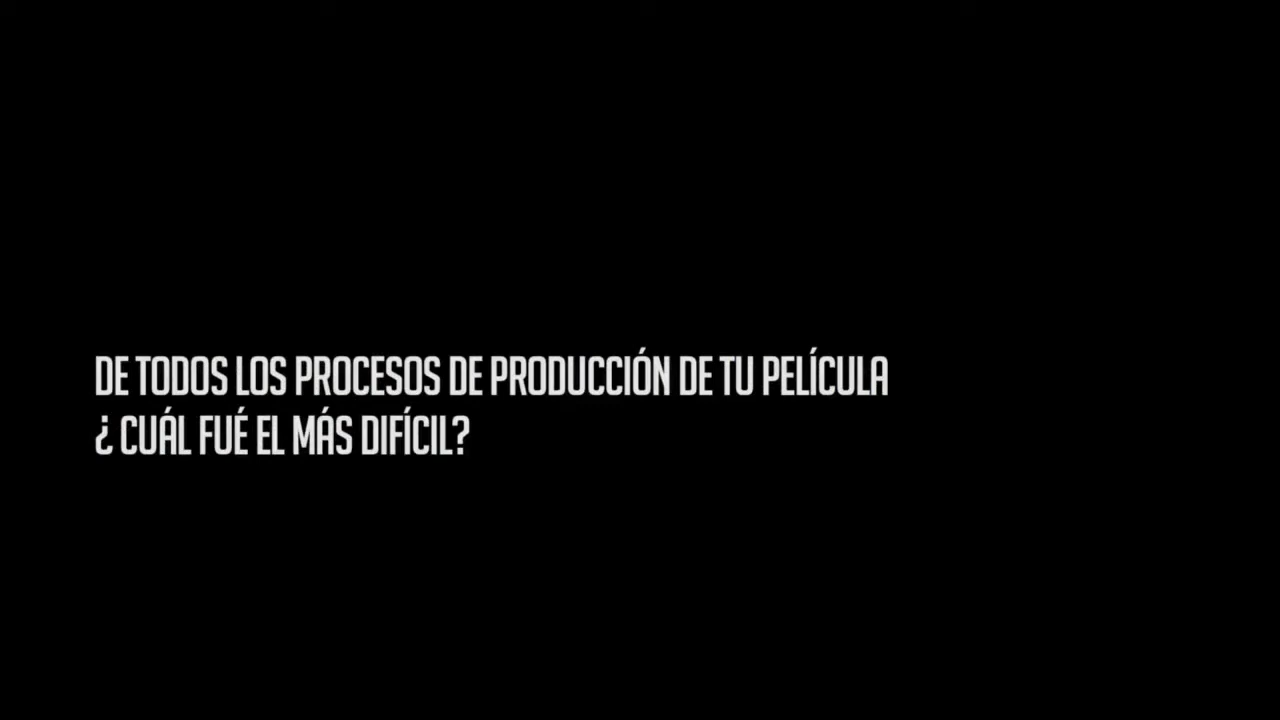 DE TODOS LOS PROCESOS DE PRODUCCIÓN DE TU PELÍCULA
¿ CUÁL FUÉ EL MÁS DIFÍCIL?